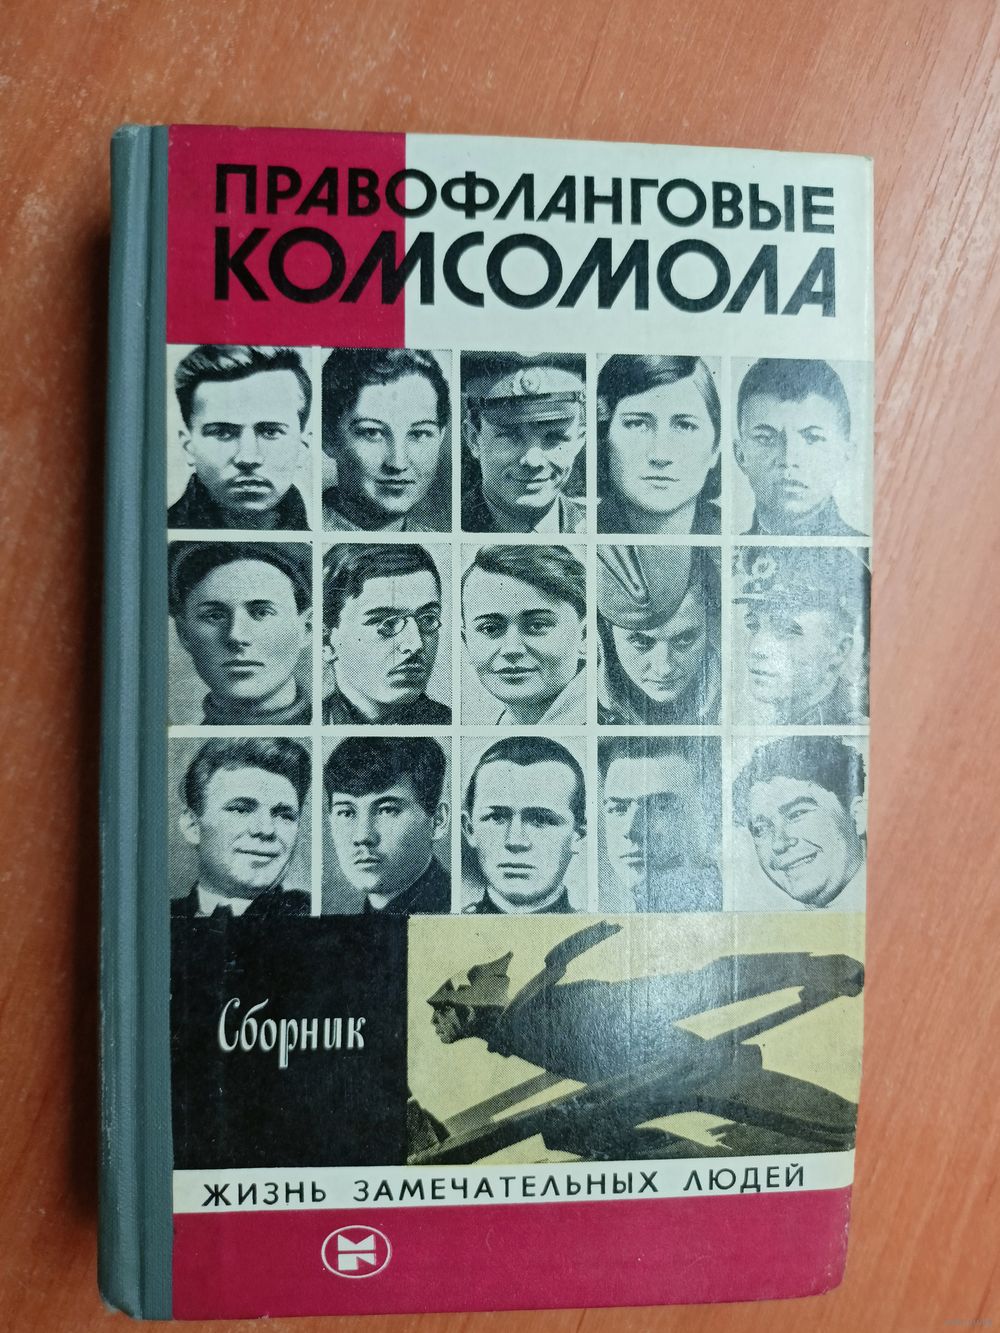 ПРАВОФЛАНГОВЫЕ
КОМСОМОЛА
Сборник
ЖИЗНЬ ЗАМЕЧАТЕЛЬНЫХ ЛЮДЕЙ